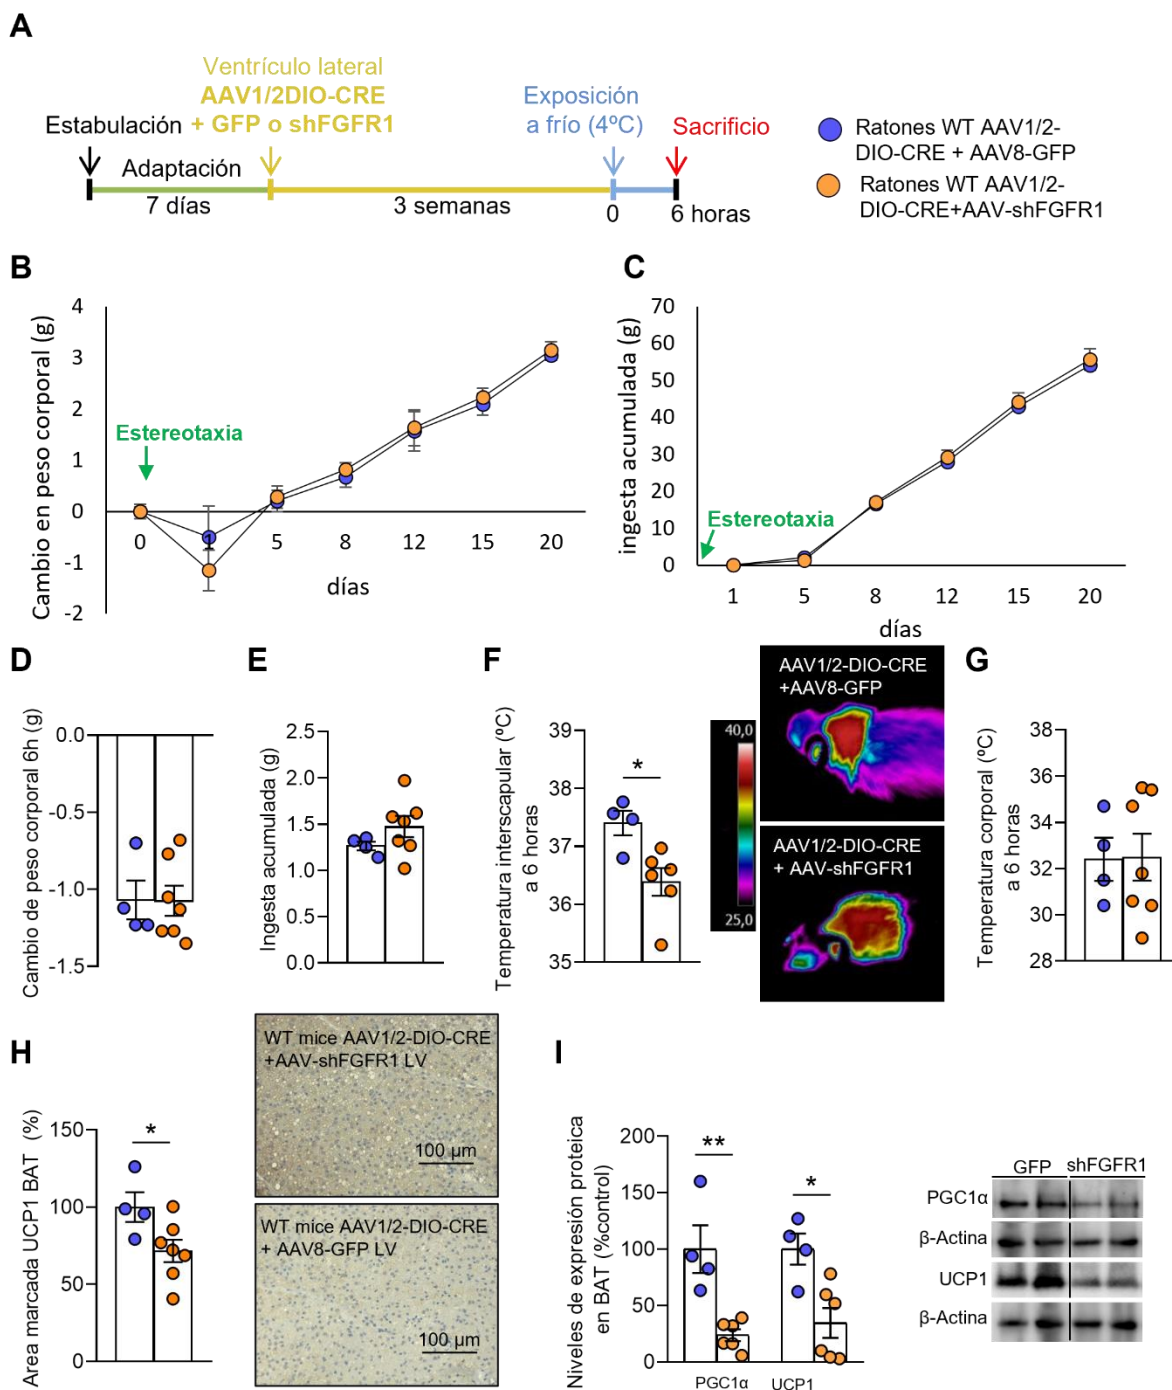 A
Ventrículo lateral
AAV1/2DIO-CRE
+ GFP o shFGFR1
Estabulación
Adaptación
7 días
3 semanas
Exposición
a frío (4ºC)
Sacrificio
0
6 horas
Ratones WT AAV1/2-
DIO-CRE + AAV8-GFP
Ratones WT AAV1/2-
DIO-CRE+AAV-shFGFR1
B
Cambio en peso corporal (g)
4
3
2
1
0
-1
-2
Estereotaxia
0
1
5
8
12
15
20
días
C
ingesta acumulada (g)
70
60
50
40
30
20
10
0
Estereotaxia
1
5
8
12
15
20
días
D
Cambio de peso corporal 6h (g)
0.0
-0.5
-1.0
-1.5
E
Ingesta acumulada (g)
2.5
2.0
1.5
1.0
0.5
0.0
F
Temperatura interscapular (ºC)
a 6 horas
39
38
37
36
35
*
40,0
25,0
AAV1/2-DIO-CRE
+AAV8-GFP
AAV1/2-DIO-CRE
+ AAV-shFGFR1
G
Temperatura corporal (ºC)
a 6 horas
38
36
34
32
30
28
H
Area marcada UCP1 BAT (%)
150
100
50
0
*
WT mice AAV1/2-DIO-CRE
+AAV-shFGFR1 LV
100 µm
WT mice AAV1/2-DIO-CRE
+ AAV8-GFP LV
100 µm
I
Niveles de expresión proteica
en BAT (%control)
200
150
100
50
0
**
*
PGC1α
UCP1
GFP shFGFR1
PGC1α
β-Actina
UCP1
β-Actina